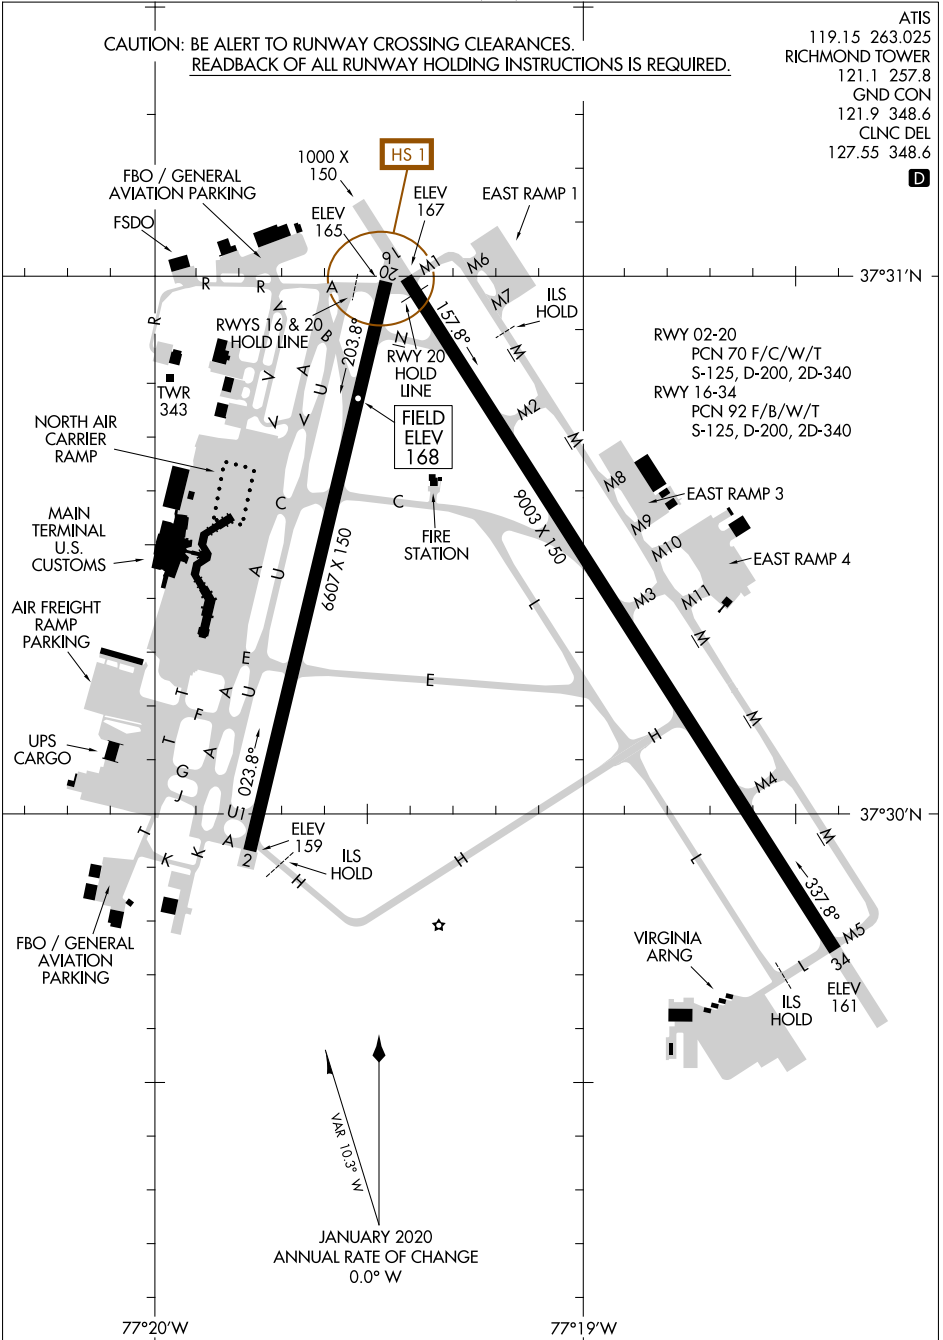 CAUTION: BE ALERT TO RUNWAY CROSSING CLEARANCES.
READBACK OF ALL RUNWAY HOLDING INSTRUCTIONS IS REQUIRED.
ATIS
119.15 263.025
RICHMOND TOWER
121.1 257.8
GND CON
121.9 348.6
CLNC DEL
127.55 348.6
D
HS 1
1000 X
150
FBO / GENERAL
AVIATION PARKING
FSDO
ELEV
165
ELEV
167
EAST RAMP 1
16
20
M1
M6
M7
37°31'N
R
R
R
A
V
B
RWYS 16 & 20
HOLD LINE
203.8°
N
157.8°
ILS
HOLD
M
RWY 20
HOLD
LINE
RWY 02-20
PCN 70 F/C/W/T
S-125, D-200, 2D-340
RWY 16-34
PCN 92 F/B/W/T
S-125, D-200, 2D-340
TWR
343
V
A
U
V
V
FIELD
ELEV
168
M2
M
NORTH AIR
CARRIER
RAMP
M8
EAST RAMP 3
C
C
9003 X 150
M9
MAIN
TERMINAL
U.S.
CUSTOMS
FIRE
STATION
M10
EAST RAMP 4
6607 X 150
A
U
L
M3
M11
AIR FREIGHT
RAMP
PARKING
M
E
E
T
A
U
F
T
A
H
M
UPS
CARGO
G
J
023.8°
M4
U1
37°30'N
T
A
K
K
2
ELEV
159
ILS
HOLD
H
H
L
M
337.8°
FBO / GENERAL
AVIATION
PARKING
VIRGINIA
ARNG
M5
L
34
ILS
HOLD
ELEV
161
VAR 10.3° W
JANUARY 2020
ANNUAL RATE OF CHANGE
0.0° W
77°20'W
77°19'W